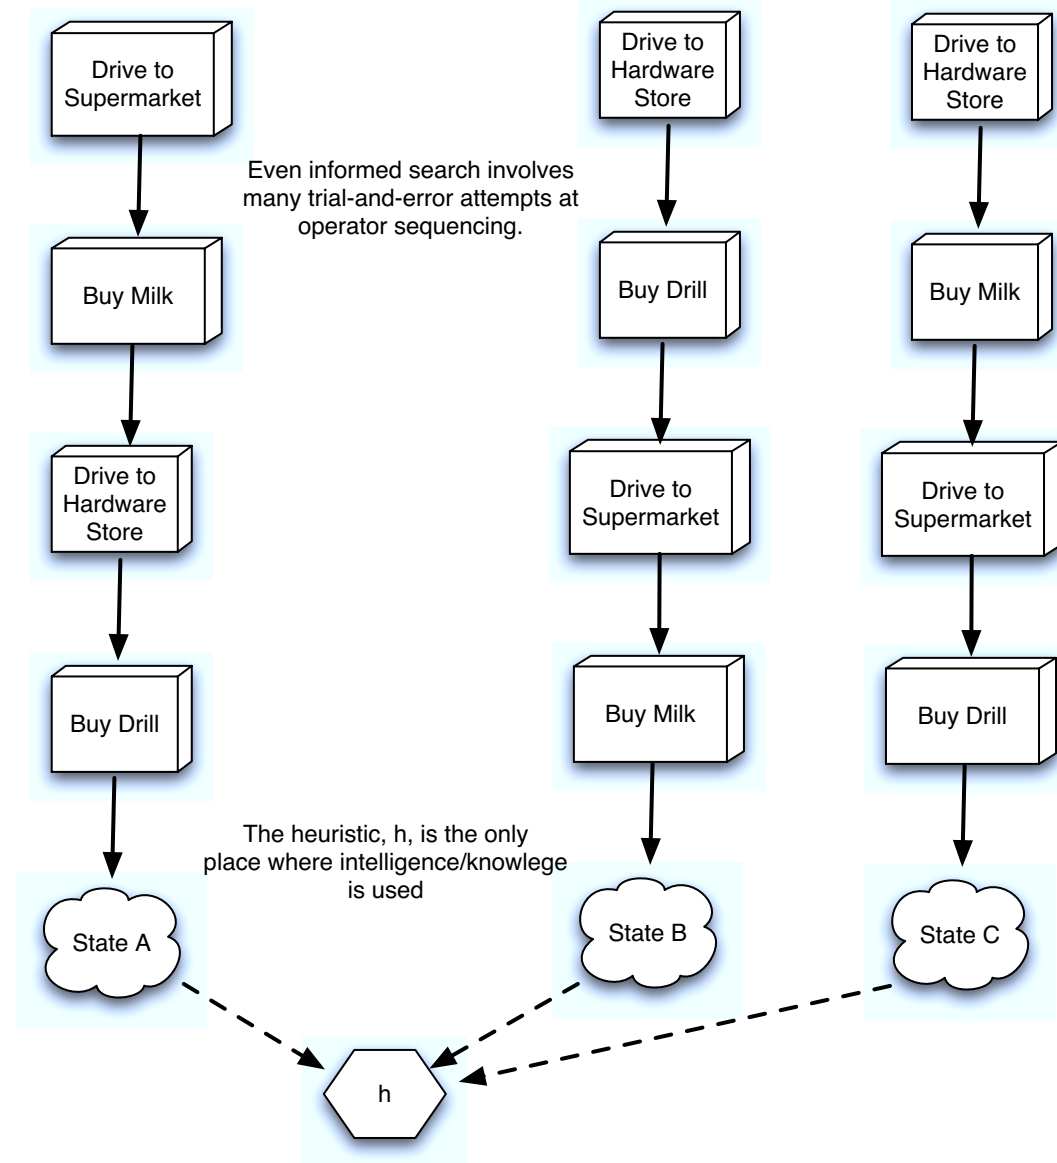 Drive to
Supermarket
Buy Milk
Drive to
Hardware
Store
Buy Drill
State A
Even informed search involves
many trial-and-error attempts at
operator sequencing.
The heuristic, h, is the only
place where intelligence/knowlege
is used
Drive to
Hardware
Store
Buy Drill
Drive to
Supermarket
Buy Milk
State B
Drive to
Hardware
Store
Buy Milk
Drive to
Supermarket
Buy Drill
State C
h